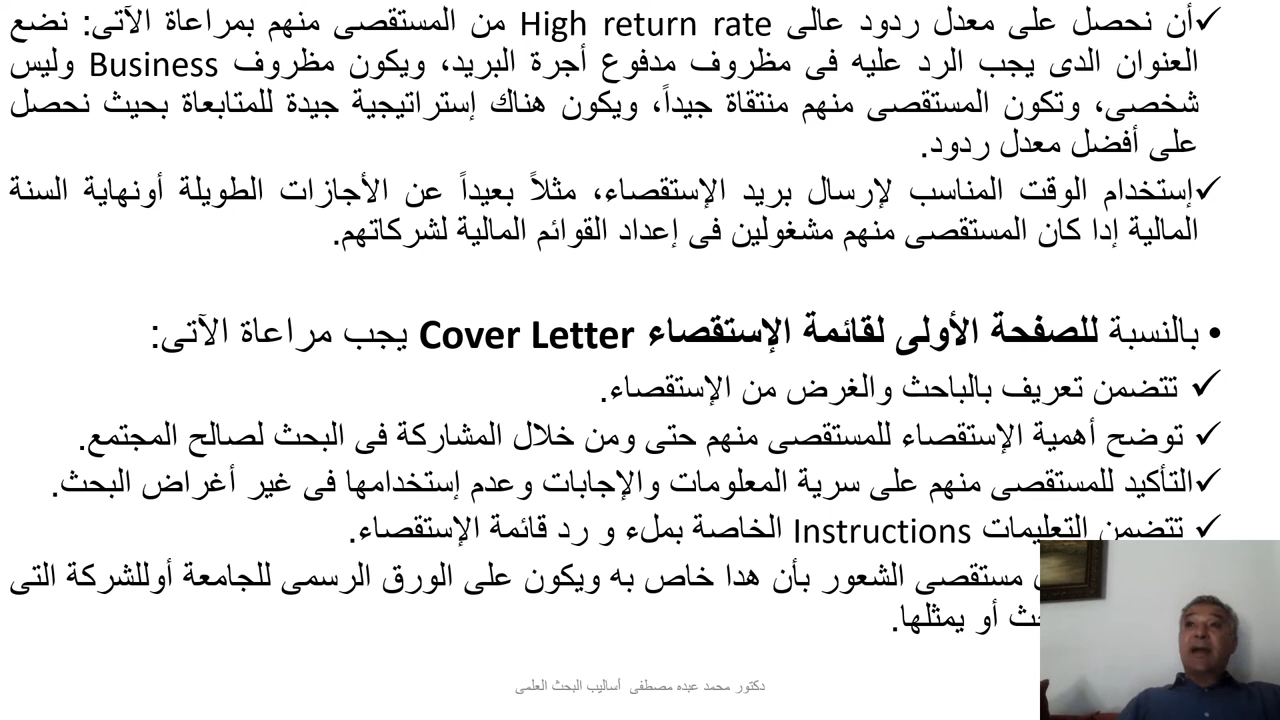 ✓أن نحصل على معدل ردود عالى High return rate من المستقصى منهم بمراعاة الآتى: نضع
العنوان الدى يجب الرد عليه فى مظروف مدفوع أجرة البريد، ويكون مظروف Business وليس
شخصى، وتكون المستقصى منهم منتقاة جيداً، ويكون هناك إستراتيجية جيدة للمتابعاة بحيث نحصل
على أفضل معدل ردود.
✓إستخدام الوقت المناسب لإرسال بريد الإستقصاء، مثلاً بعيداً عن الأجازات الطويلة أونهاية السنة
المالية إدا كان المستقصى منهم مشغولين فى إعداد القوائم المالية لشركاتهم.
• بالنسبة للصفحة الأولى لقائمة الإستقصاء Cover Letter يجب مراعاة الآتى:
✓ تتضمن تعريف بالباحث والغرض من الإستقصاء.
✓ توضح أهمية الإستقصاء للمستقصى منهم حتى ومن خلال المشاركة فى البحث لصالح المجتمع.
✓التأكيد للمستقصى منهم على سرية المعلومات والإجابات وعدم إستخدامها فى غير أغراض البحث.
✓ تتضمن التعليمات Instructions الخاصة بملء و رد قائمة الإستقصاء.
مستقصى الشعور بأن هدا خاص به ويكون على الورق الرسمى للجامعة أوللشركة التى
أو يمثلها.
دكتور محمد عبده مصطفى أساليب البحث العلمى